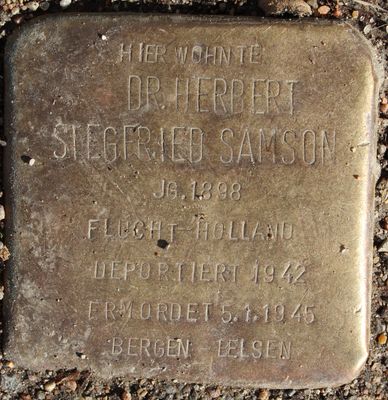 HIER WOHNTE
DR. HERBERT
SIEGFRIED SAMSON
JG. 1898
FLUCHT HOLLAND
DEPORTIERT 1942
ERMORDET 5.1.1945
BERGEN-BELSEN